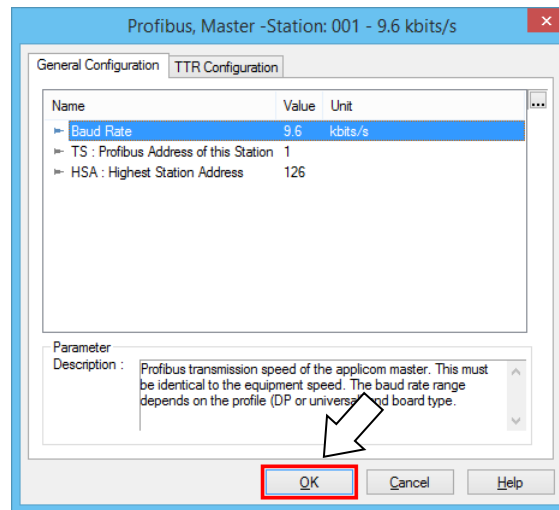 Profibus, Master -Station: 001 - 9.6 kbits/s
General Configuration TTR Configuration
Name Value Unit ...
Baud Rate 9.6 kbits/s
TS : Profibus Address of this Station 1
HSA : Highest Station Address 126
Parameter
Description : Profibus transmission speed of the applicom master. This must
be identical to the equipment speed. The baud rate range
depends on the profile (DP or universal and board type.
OK Cancel Help